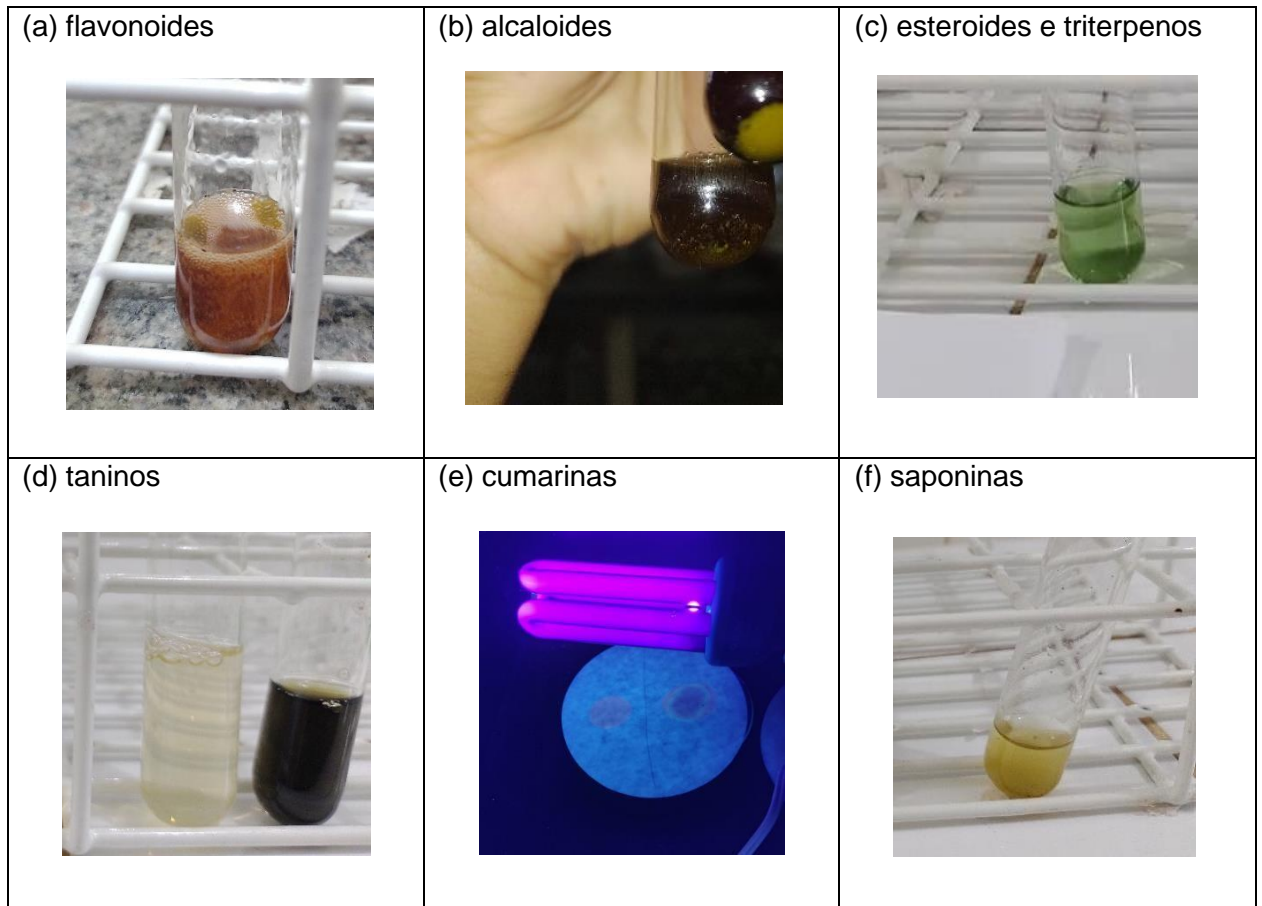 (a) flavonoides
(b) alcaloides
(c) esteroides e triterpenos
(d) taninos
(e) cumarinas
(f) saponinas